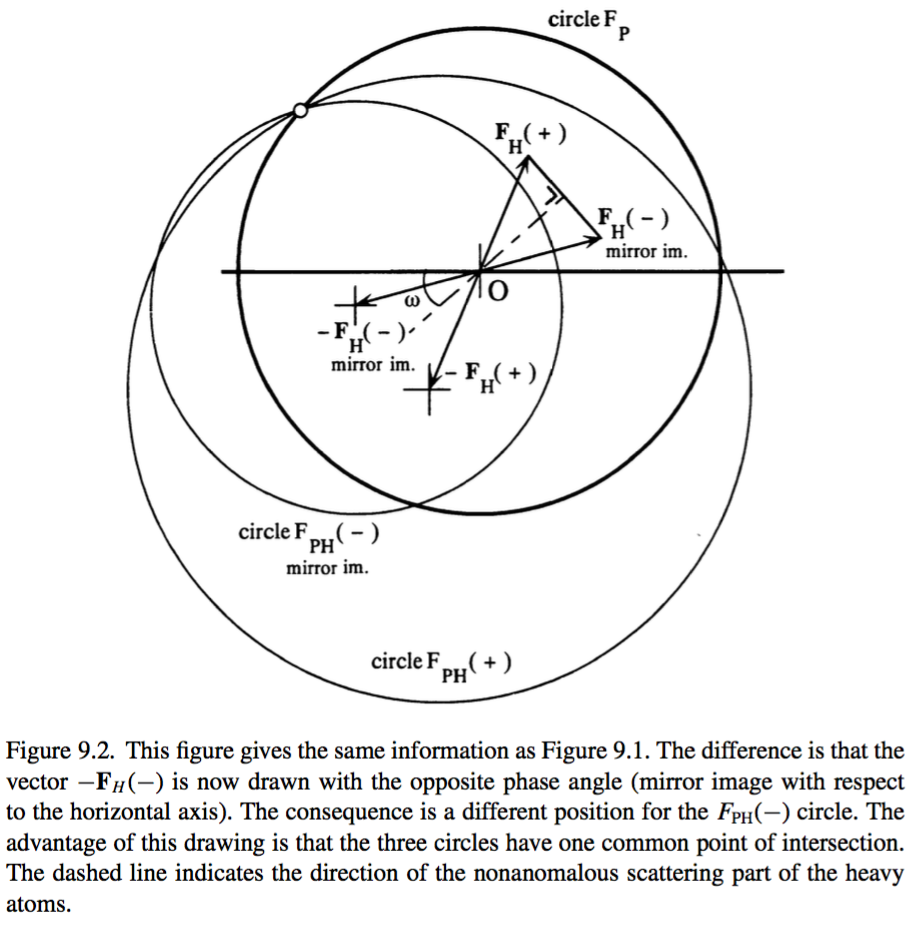 circle F_P
F_H(+)
F_H(-)
mirror im.
O
ω
-F_H(-)
mirror im.
-F_H(+)
circle F_PH(-)
mirror im.
circle F_PH(+)
Figure 9.2. This figure gives the same information as Figure 9.1. The difference is that the
vector −F_H(−) is now drawn with the opposite phase angle (mirror image with respect
to the horizontal axis). The consequence is a different position for the F_PH(−) circle. The
advantage of this drawing is that the three circles have one common point of intersection.
The dashed line indicates the direction of the nonanomalous scattering part of the heavy
atoms.